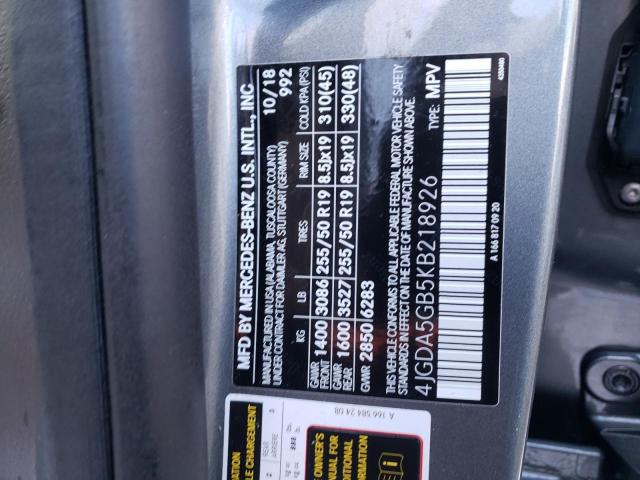 MFD BY MERCEDES-BENZ U.S. INTL., INC
MANUFACTURED IN USA (ALABAMA, TUSCALOOSA COUNTY) 10/18
UNDER CONTRACT FOR DAIMLER AG, STUTTGART (GERMANY) 992
KG LB TIRES RIM SIZE COLD KPA (PSI)
GAWR FRONT 1400 3086 255/50 R19 8.5Jx19 310(45)
GAWR REAR 1600 3527 255/50 R19 8.5Jx19 330(48)
GVWR 2850 6283
THIS VEHICLE CONFORMS TO ALL APPLICABLE FEDERAL MOTOR VEHICLE SAFETY
STANDARDS IN EFFECT ON THE DATE OF MANUFACTURE SHOWN ABOVE.
4JGDA5GB5KB218926 TYPE: MPV
A 166 817 09 20
A 166 584 24 08
REAR
ARRIERE
OWNER'S